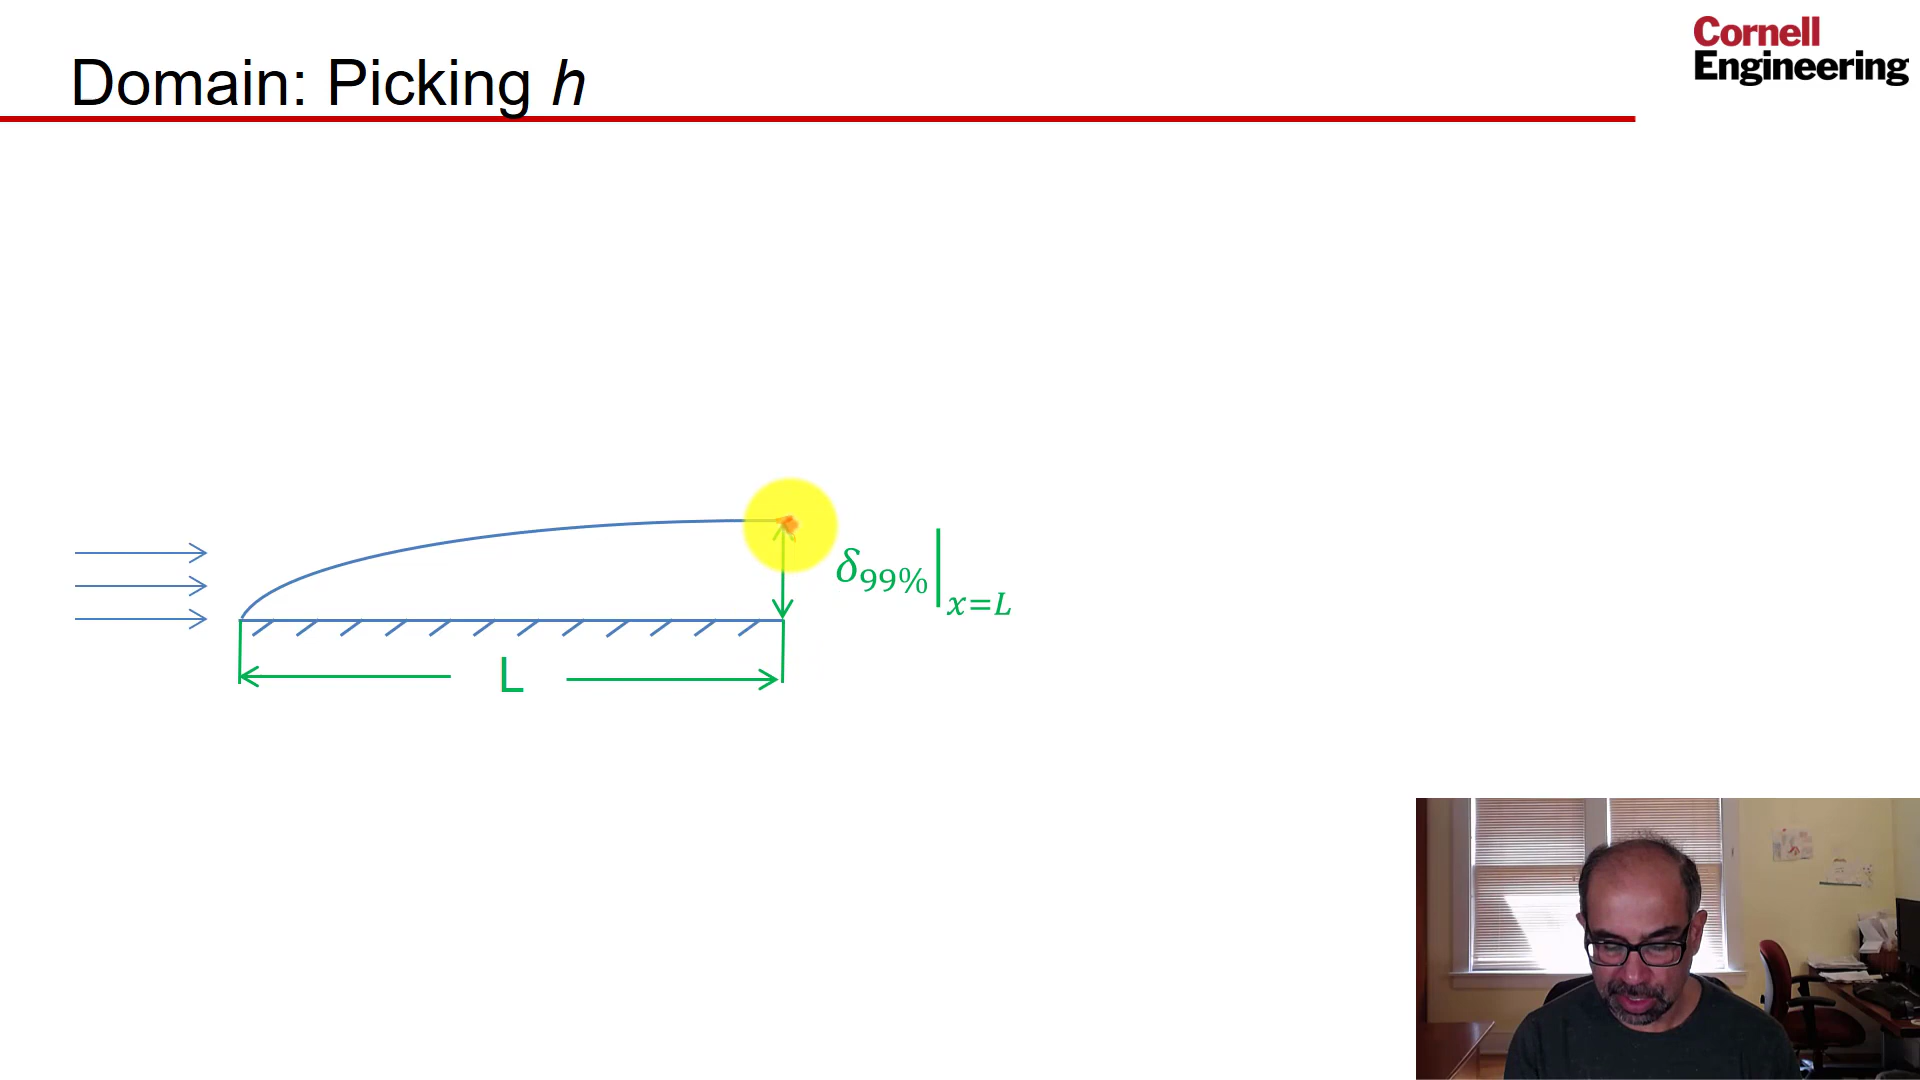 Domain: Picking h
Cornell
Engineering
δ99%|x=L
L